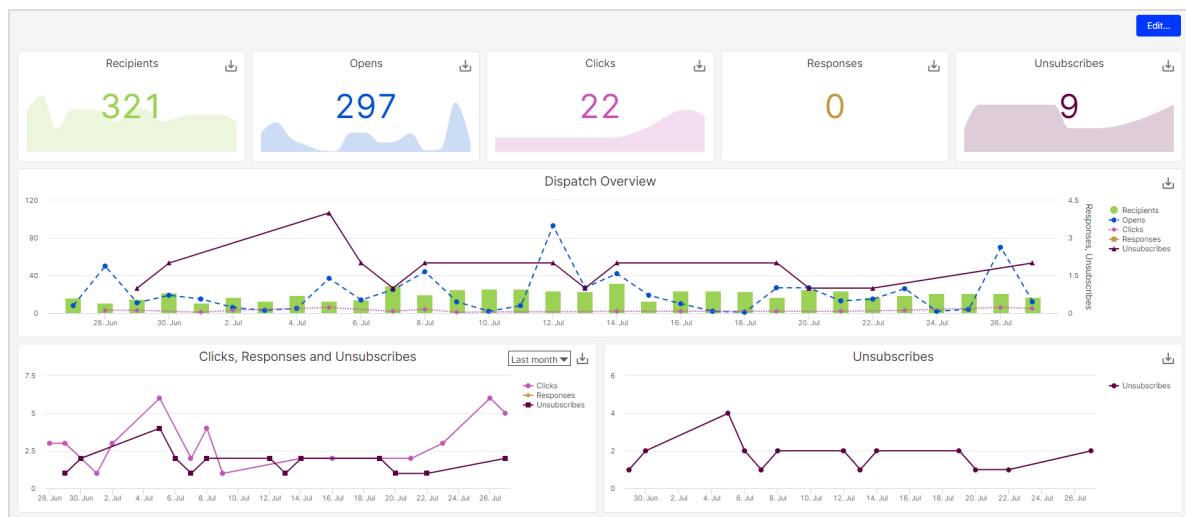 Edit...
Recipients
321
Opens
297
Clicks
22
Responses
0
Unsubscribes
9
Dispatch Overview
120
80
40
0
4.5
3
1.5
0
Responses, Unsubscribes
28. Jun 30. Jun 2. Jul 4. Jul 6. Jul 8. Jul 10. Jul 12. Jul 14. Jul 16. Jul 18. Jul 20. Jul 22. Jul 24. Jul 26. Jul
Recipients
Opens
Clicks
Responses
Unsubscribes
Clicks, Responses and Unsubscribes
Last month
7.5
5
2.5
0
28. Jun 30. Jun 2. Jul 4. Jul 6. Jul 8. Jul 10. Jul 12. Jul 14. Jul 16. Jul 18. Jul 20. Jul 22. Jul 24. Jul 26. Jul
Clicks
Responses
Unsubscribes
Unsubscribes
6
4
2
0
30. Jun 2. Jul 4. Jul 6. Jul 8. Jul 10. Jul 12. Jul 14. Jul 16. Jul 18. Jul 20. Jul 22. Jul 24. Jul 26. Jul
Unsubscribes